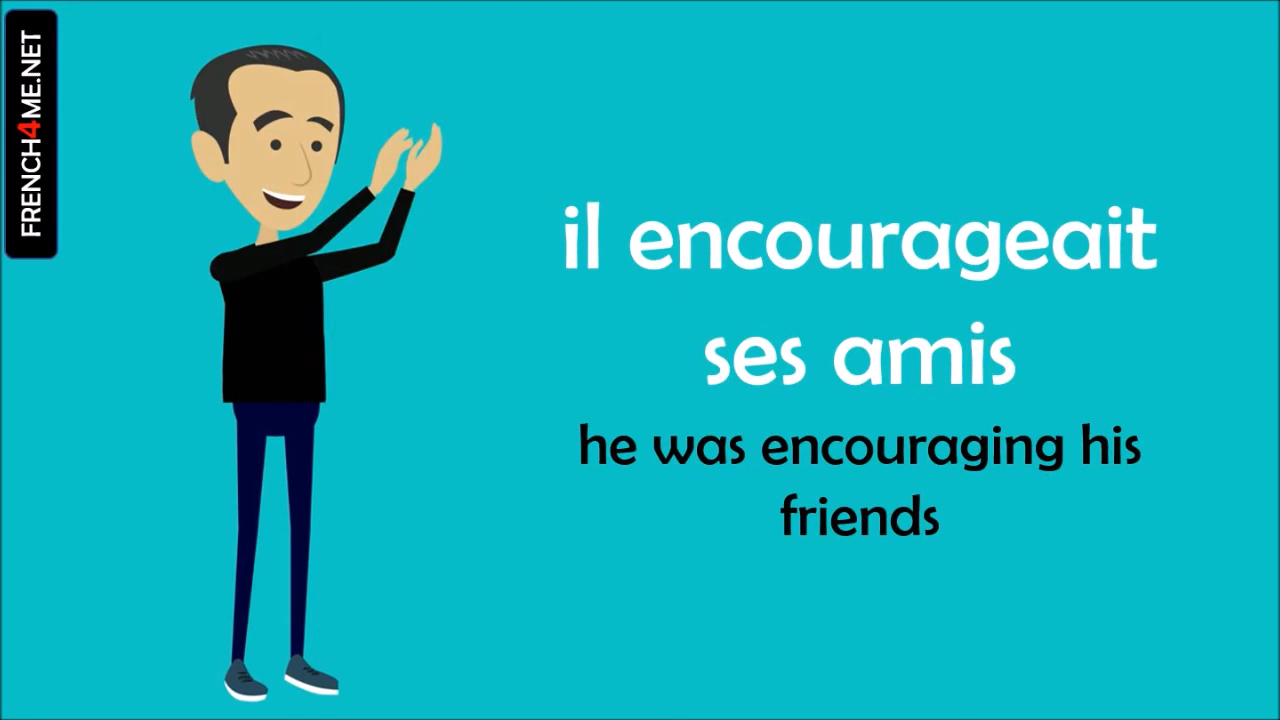 FRENCH4ME.NET
il encourageait
ses amis
he was encouraging his
friends